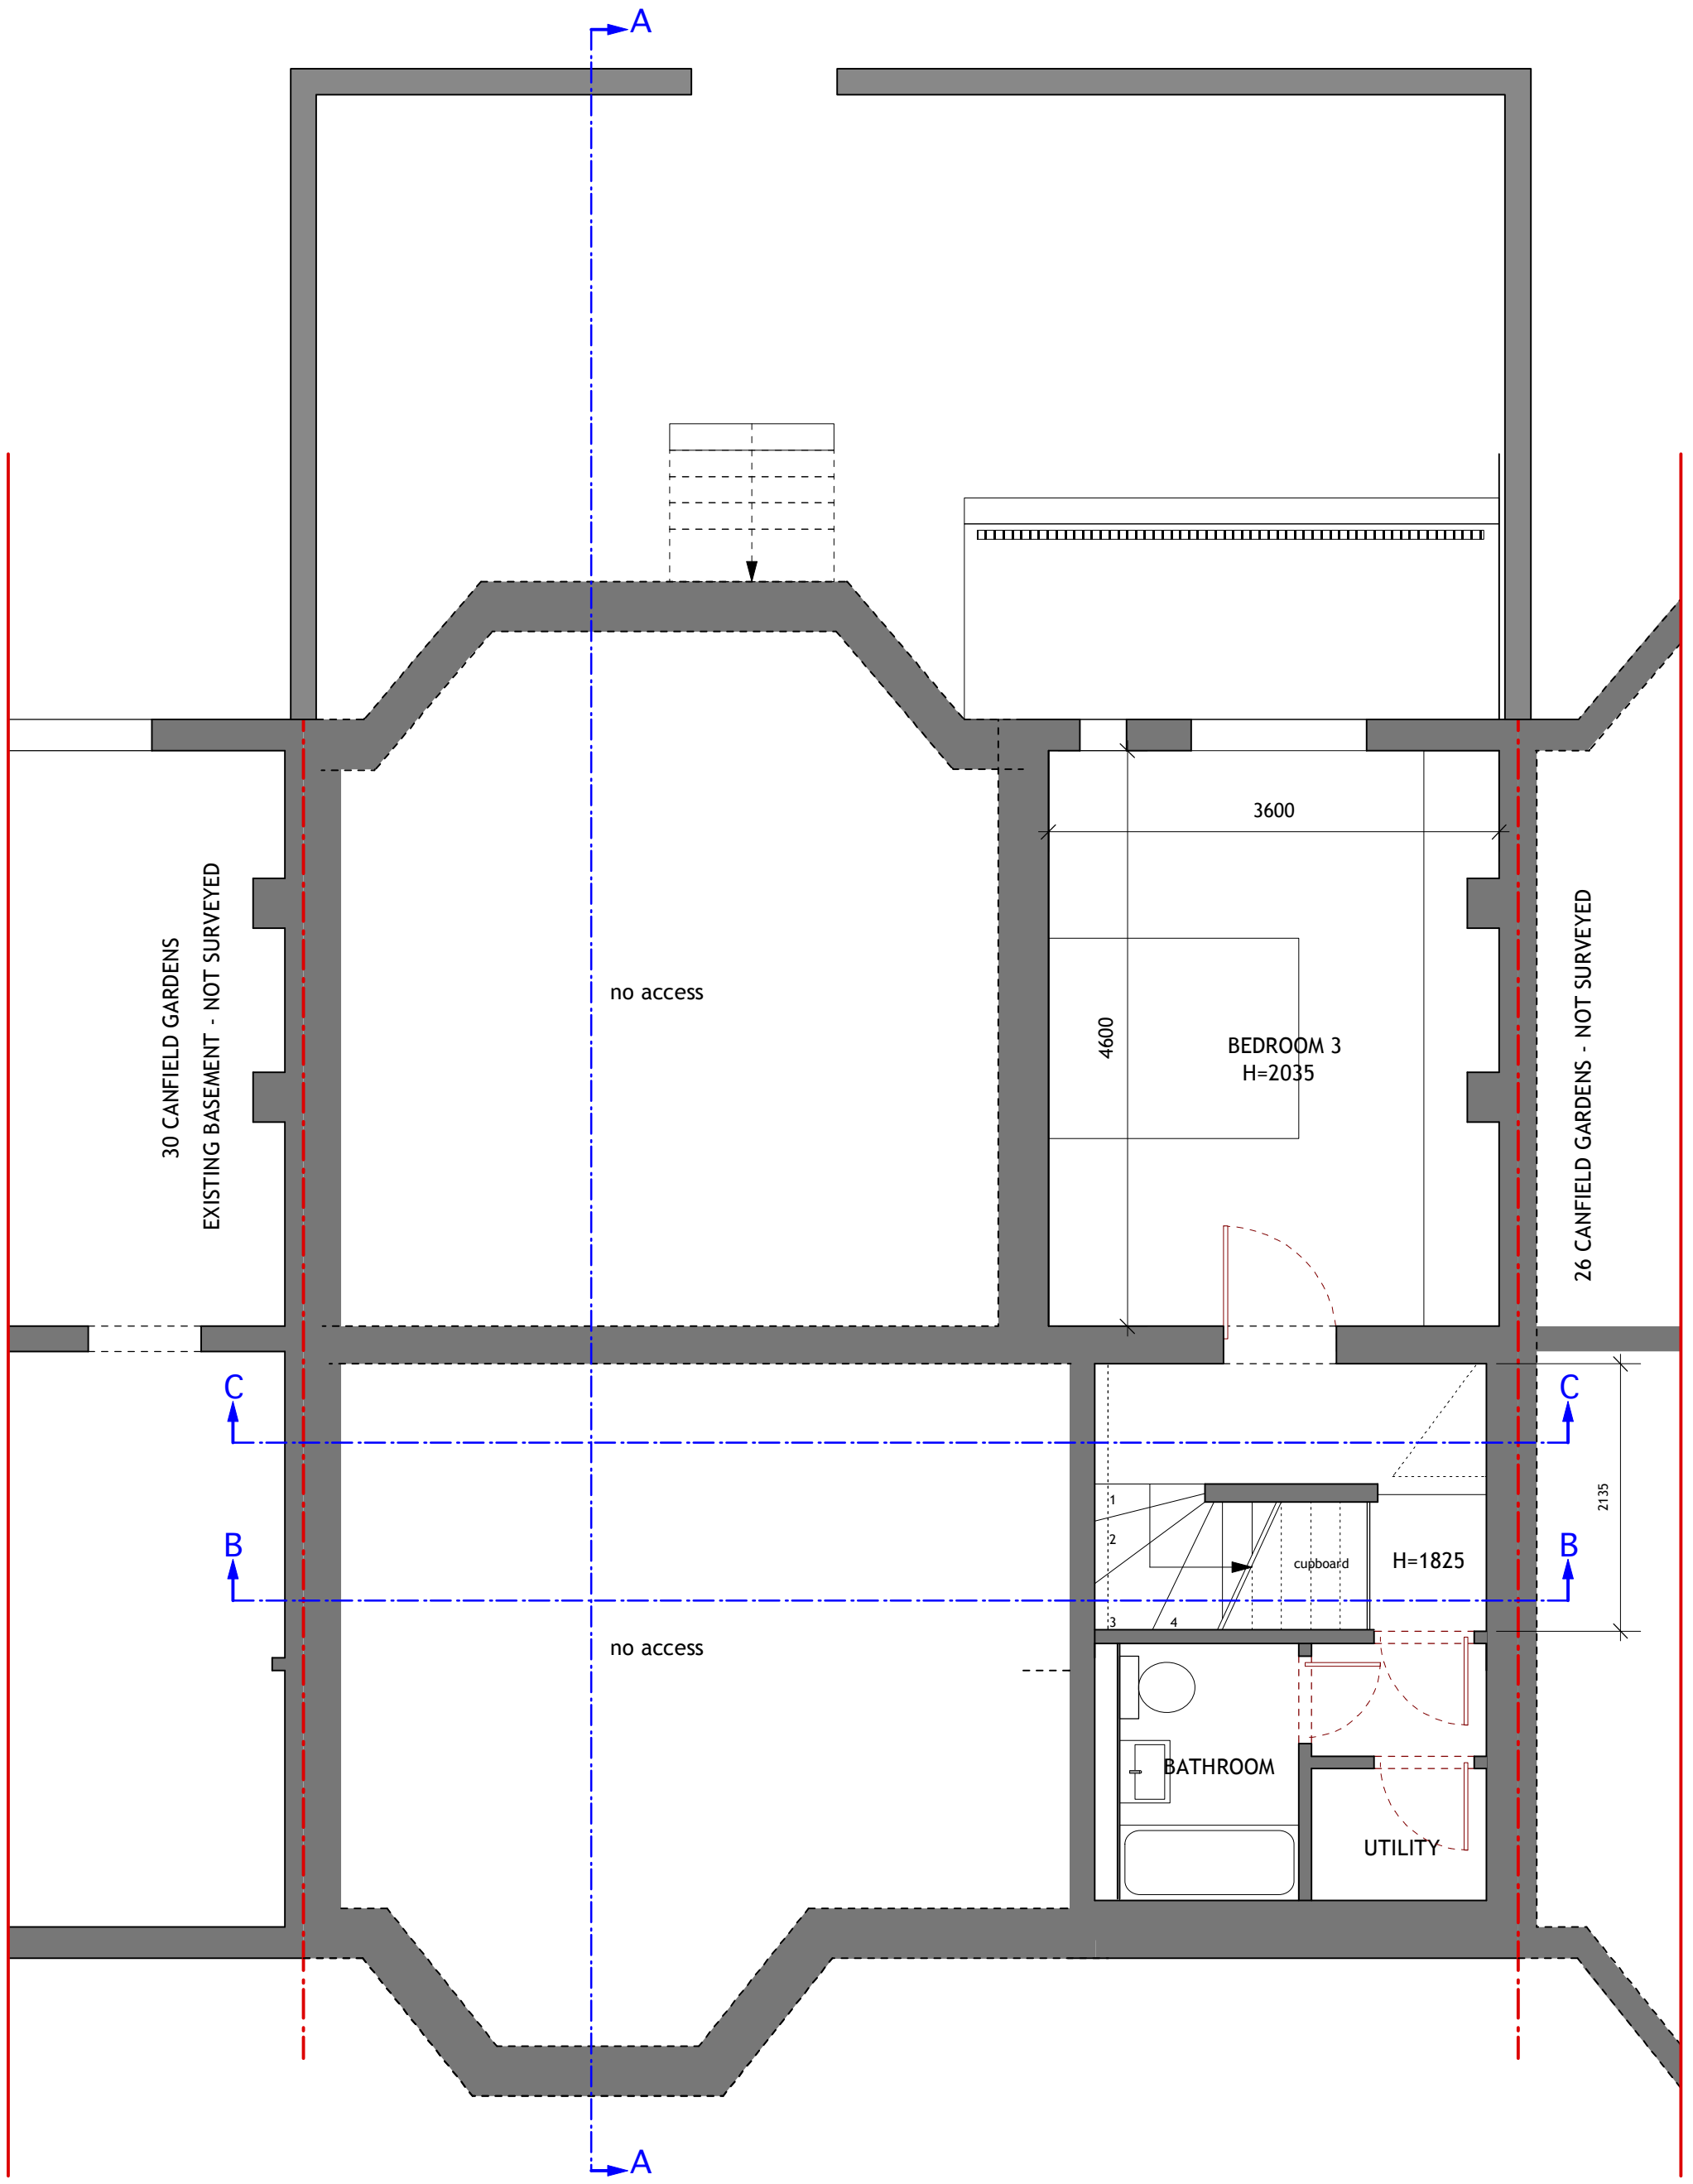 A
3600
no access
4600
BEDROOM 3
H=2035
30 CANFIELD GARDENS
EXISTING BASEMENT - NOT SURVEYED
26 CANFIELD GARDENS - NOT SURVEYED
C
C
1
2135
2
B
cupboard
H=1825
B
3
4
no access
BATHROOM
UTILITY
A